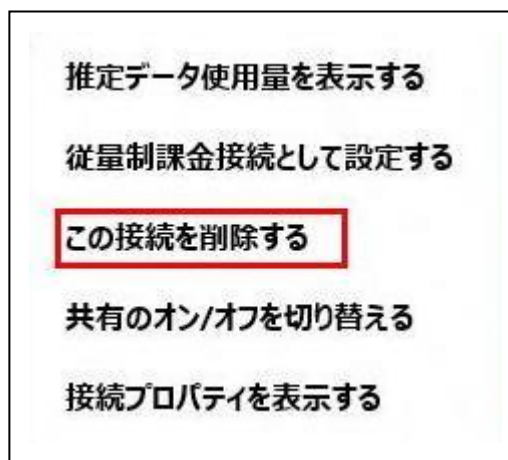 推定データ使用量を表示する
従量制課金接続として設定する
この接続を削除する
共有のオン/オフを切り替える
接続プロパティを表示する